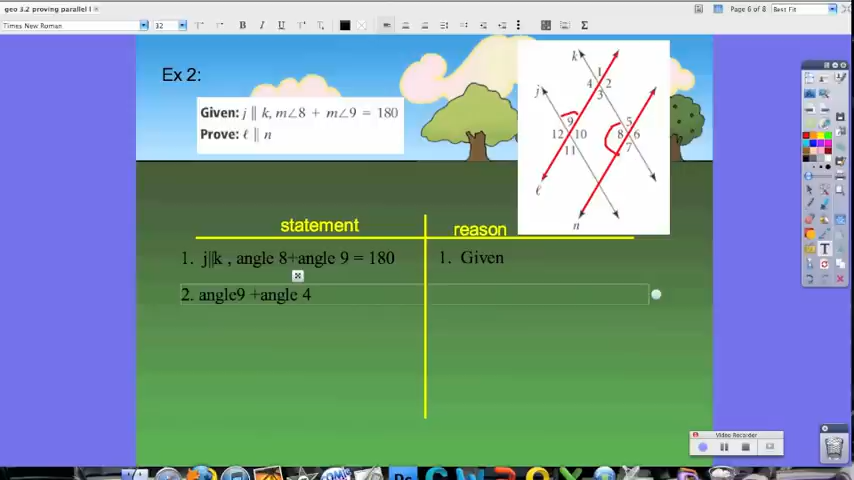 geo 3.2 proving parallel l
Page 6 of 8
Best Fit
Times New Roman
32
B
I
U
Ex 2:
Given: j ∥ k, m∠8 + m∠9 = 180
Prove: ℓ ∥ n
k
1
4 2
3
j
9
12 10
11
5
8 6
7
ℓ
n
statement
reason
1. j||k , angle 8+angle 9 = 180
1. Given
2. angle9 +angle 4
Video Recorder